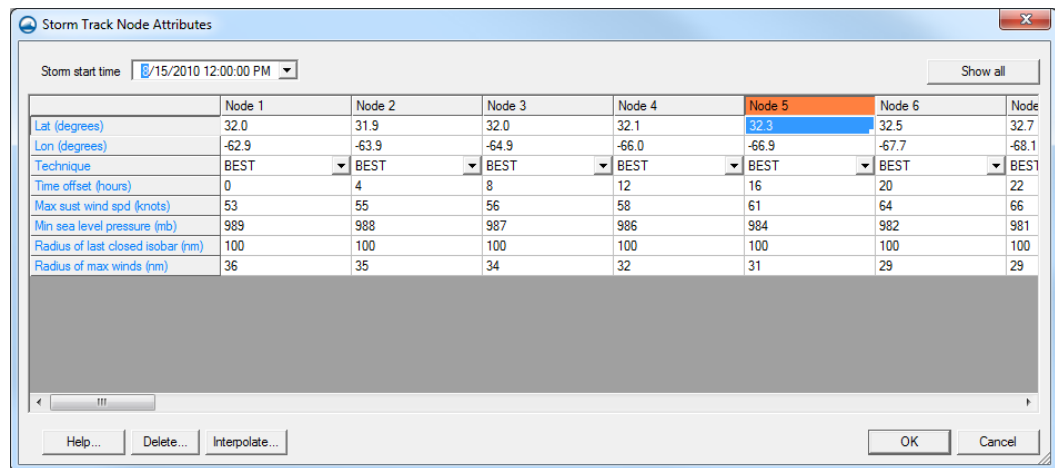 Storm Track Node Attributes
Storm start time 8/15/2010 12:00:00 PM Show all
Node 1 Node 2 Node 3 Node 4 Node 5 Node 6 Node
Lat (degrees) 32.0 31.9 32.0 32.1 32.3 32.5 32.7
Lon (degrees) -62.9 -63.9 -64.9 -66.0 -66.9 -67.7 -68.1
Technique BEST BEST BEST BEST BEST BEST BEST
Time offset (hours) 0 4 8 12 16 20 22
Max sust wind spd (knots) 53 55 56 58 61 64 66
Min sea level pressure (mb) 989 988 987 986 984 982 981
Radius of last closed isobar (nm) 100 100 100 100 100 100 100
Radius of max winds (nm) 36 35 34 32 31 29 29
Help... Delete... Interpolate... OK Cancel